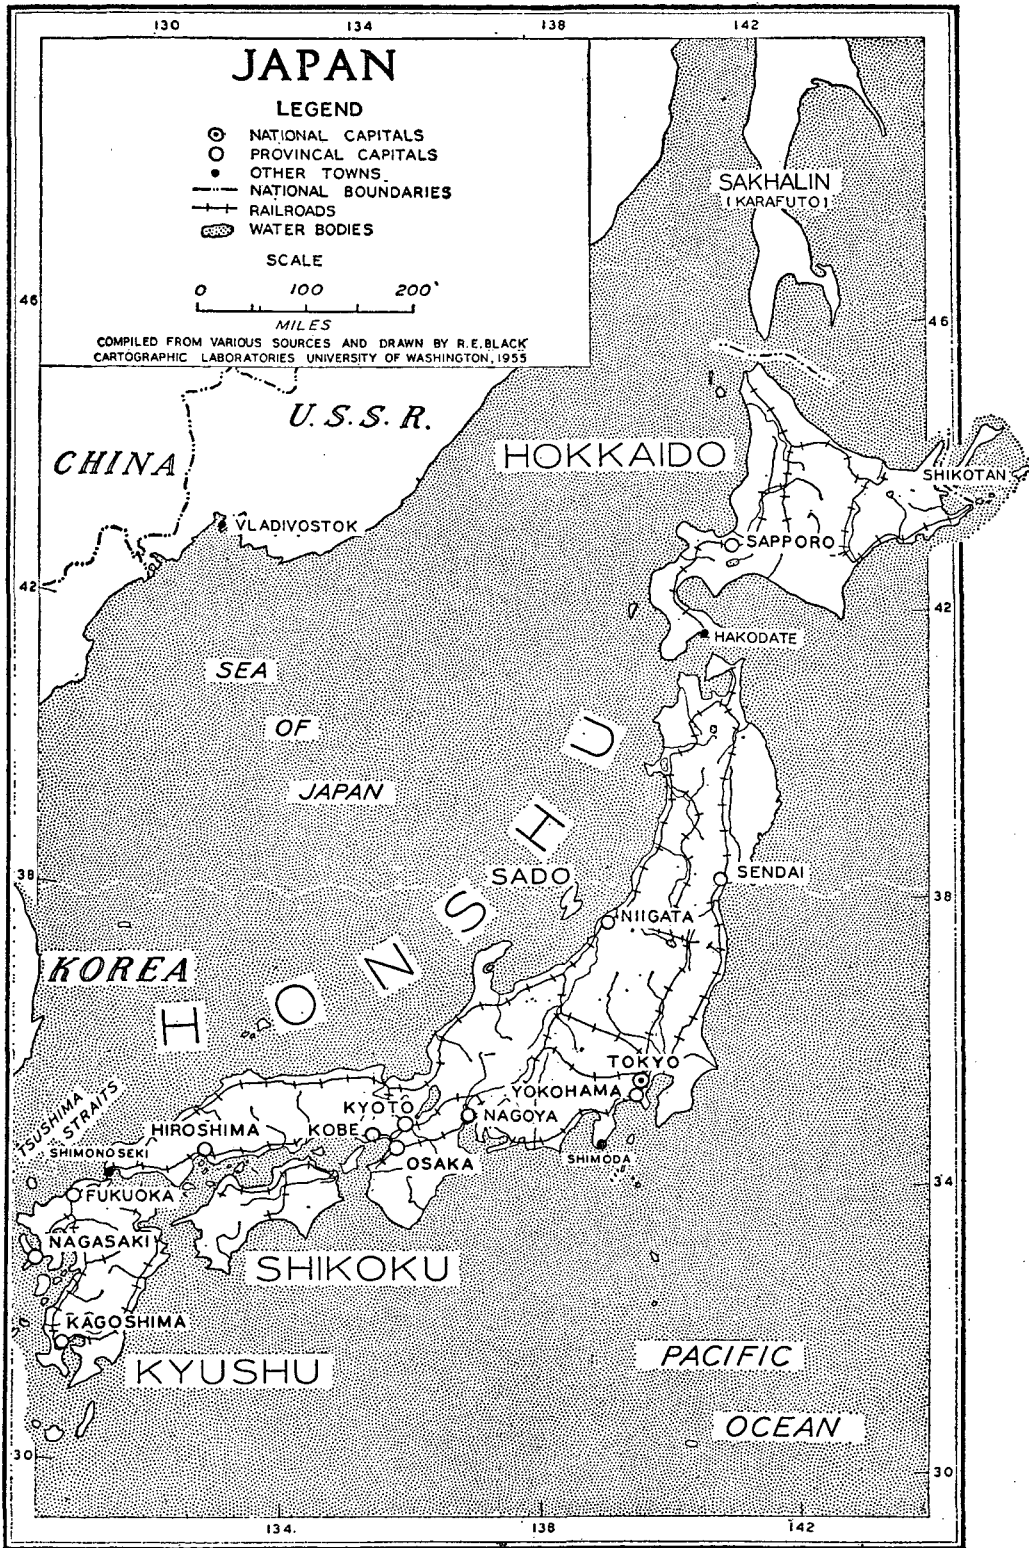 130 134 138 142
JAPAN
LEGEND
NATIONAL CAPITALS
PROVINCAL CAPITALS
OTHER TOWNS
NATIONAL BOUNDARIES
RAILROADS
WATER BODIES
SCALE
0 100 200
MILES
COMPILED FROM VARIOUS SOURCES AND DRAWN BY R.E.BLACK
CARTOGRAPHIC LABORATORIES UNIVERSITY OF WASHINGTON, 1955
SAKHALIN
(KARAFUTO)
46 46
U.S.S.R.
CHINA
HOKKAIDO
SHIKOTAN
VLADIVOSTOK
SAPPORO
42 42
HAKODATE
SEA
OF
JAPAN
HONSHU
SADO
SENDAI
38 38
NIIGATA
KOREA
TOKYO
YOKOHAMA
TSUSHIMA
STRAITS
KYOTO
NAGOYA
HIROSHIMA
KOBE
SHIMONOSEKI
OSAKA
SHIMODA
34
FUKUOKA
NAGASAKI
SHIKOKU
KAGOSHIMA
KYUSHU
PACIFIC
OCEAN
30 30
134. 138 142